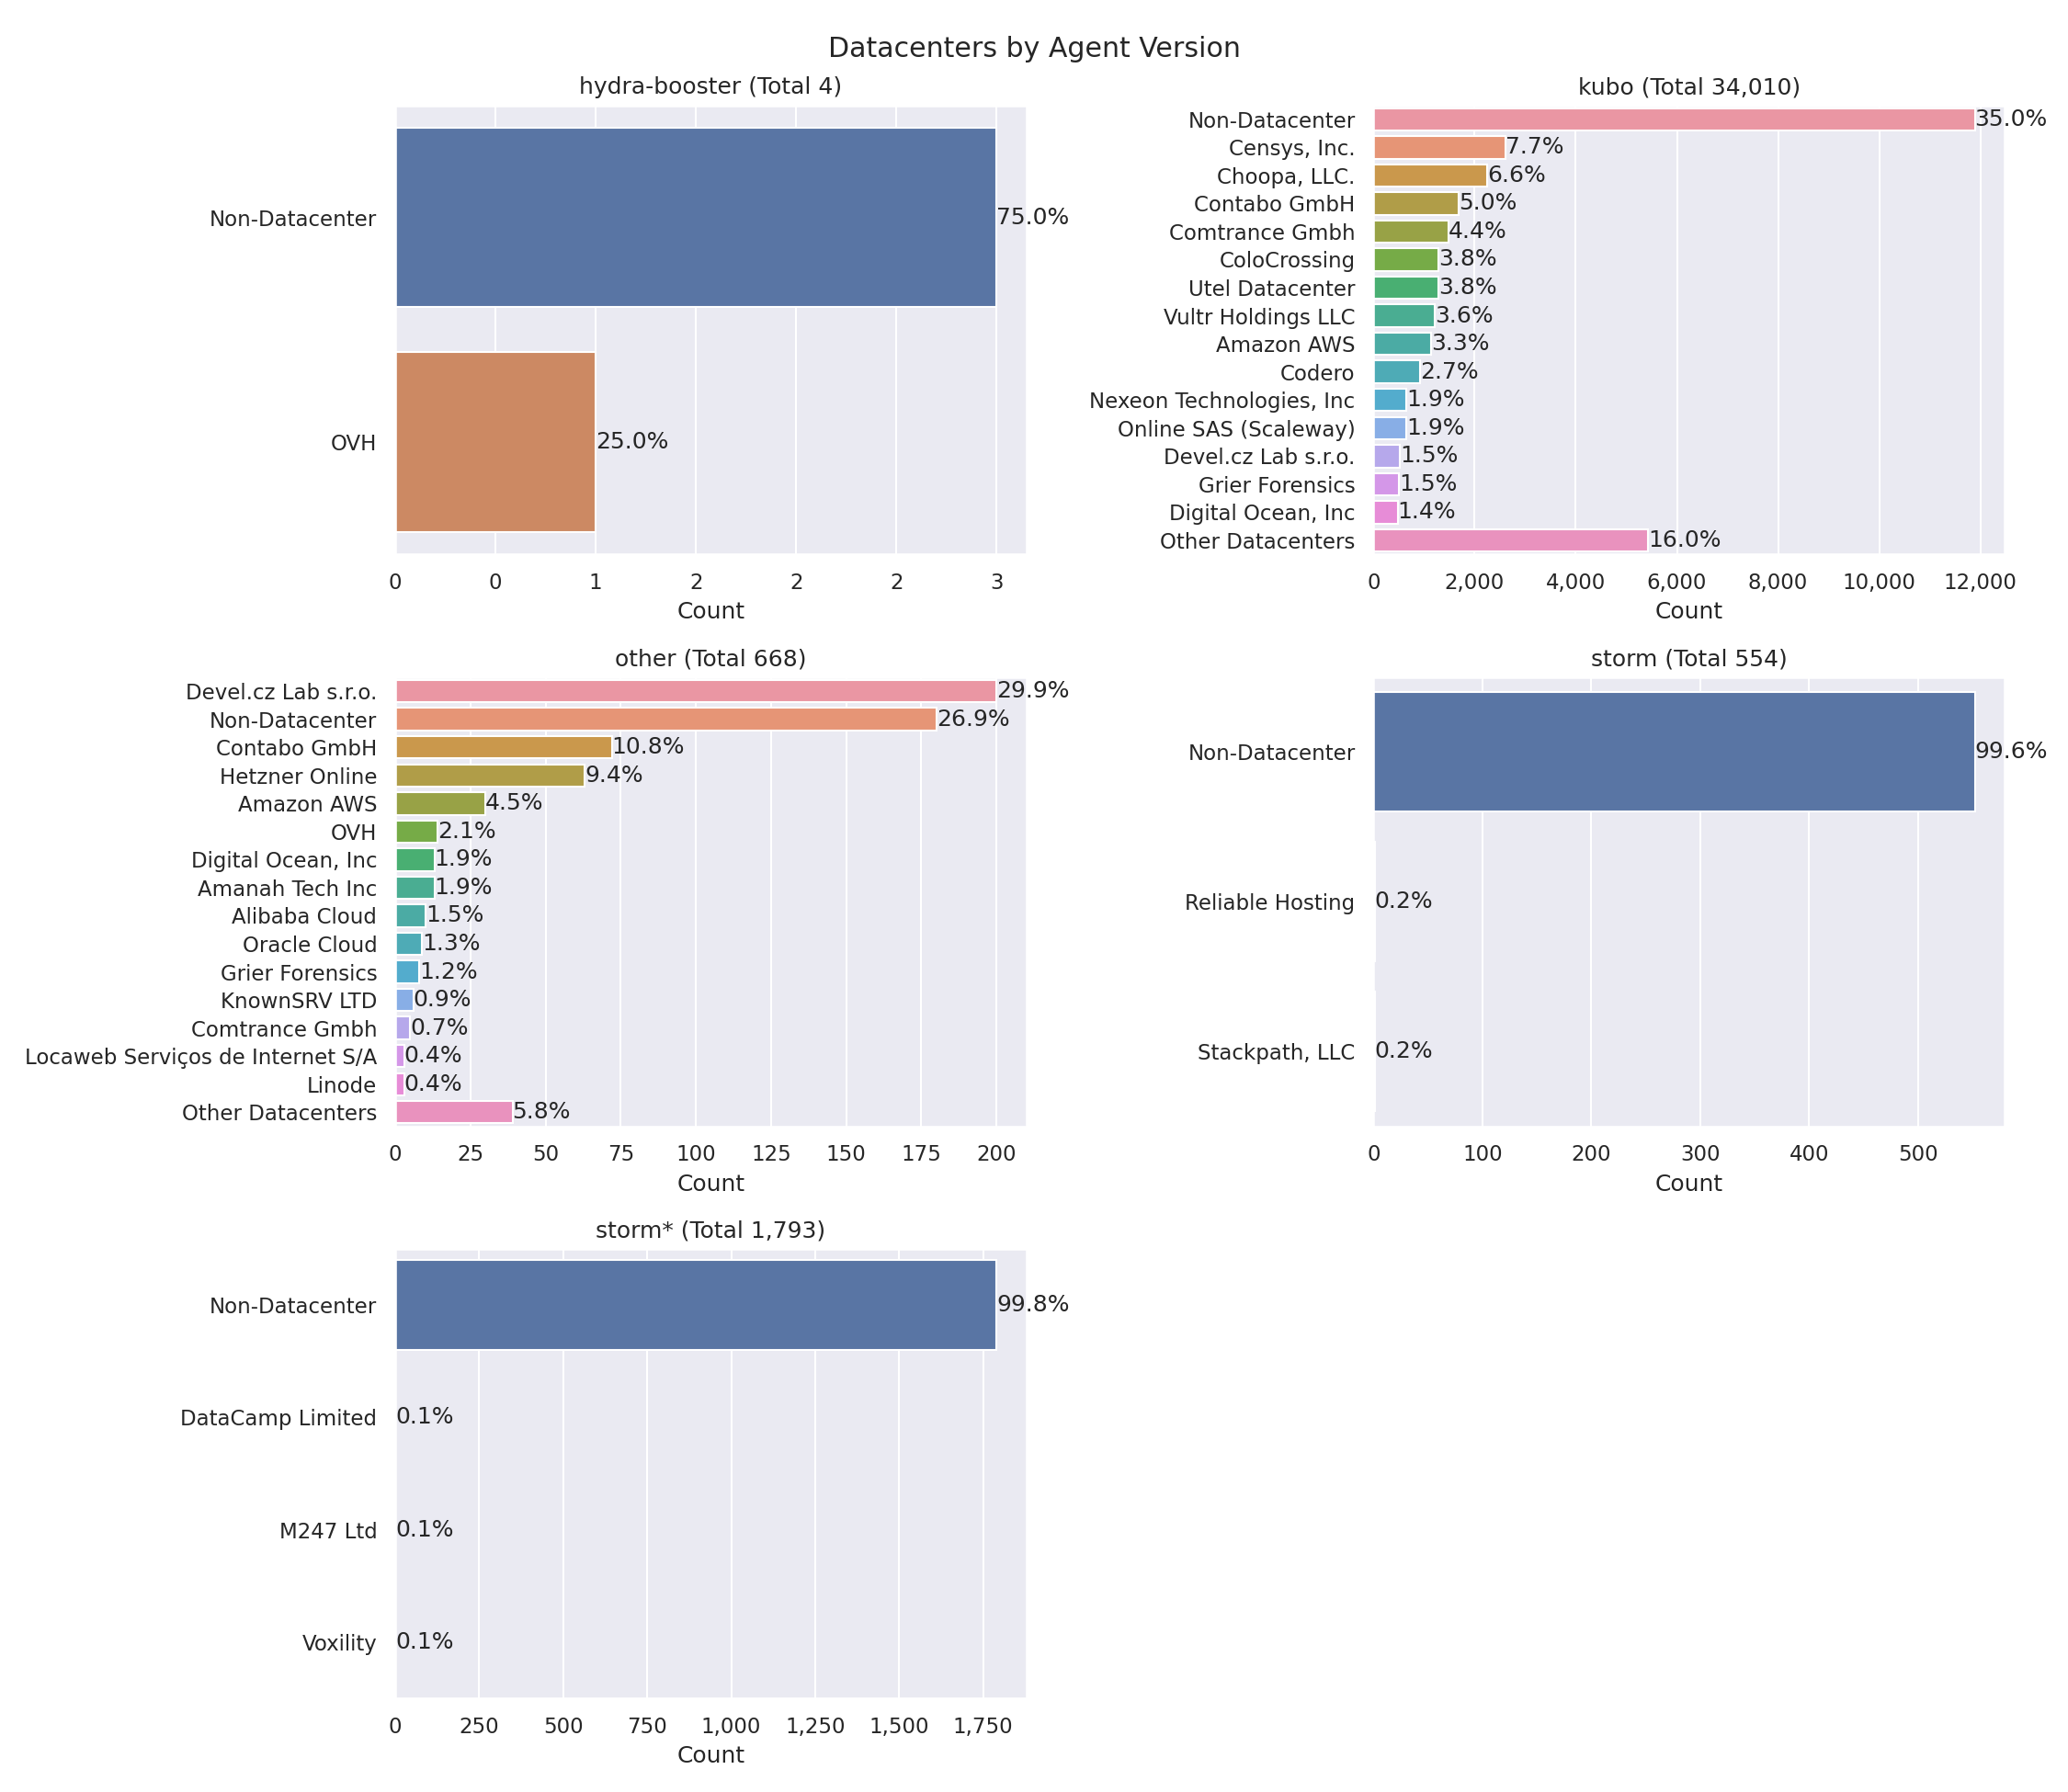 Datacenters by Agent Version
hydra-booster (Total 4)
Non-Datacenter
75.0%
OVH
25.0%
0 0 1 2 2 2 3
Count
kubo (Total 34,010)
Non-Datacenter 35.0%
Censys, Inc. 7.7%
Choopa, LLC. 6.6%
Contabo GmbH 5.0%
Comtrance Gmbh 4.4%
ColoCrossing 3.8%
Utel Datacenter 3.8%
Vultr Holdings LLC 3.6%
Amazon AWS 3.3%
Codero 2.7%
Nexeon Technologies, Inc 1.9%
Online SAS (Scaleway) 1.9%
Devel.cz Lab s.r.o. 1.5%
Grier Forensics 1.5%
Digital Ocean, Inc 1.4%
Other Datacenters 16.0%
0 2,000 4,000 6,000 8,000 10,000 12,000
Count
other (Total 668)
Devel.cz Lab s.r.o. 29.9%
Non-Datacenter 26.9%
Contabo GmbH 10.8%
Hetzner Online 9.4%
Amazon AWS 4.5%
OVH 2.1%
Digital Ocean, Inc 1.9%
Amanah Tech Inc 1.9%
Alibaba Cloud 1.5%
Oracle Cloud 1.3%
Grier Forensics 1.2%
KnownSRV LTD 0.9%
Comtrance Gmbh 0.7%
Locaweb Serviços de Internet S/A 0.4%
Linode 0.4%
Other Datacenters 5.8%
0 25 50 75 100 125 150 175 200
Count
storm (Total 554)
Non-Datacenter 99.6%
Reliable Hosting 0.2%
Stackpath, LLC 0.2%
0 100 200 300 400 500
Count
storm* (Total 1,793)
Non-Datacenter 99.8%
DataCamp Limited 0.1%
M247 Ltd 0.1%
Voxility 0.1%
0 250 500 750 1,000 1,250 1,500 1,750
Count